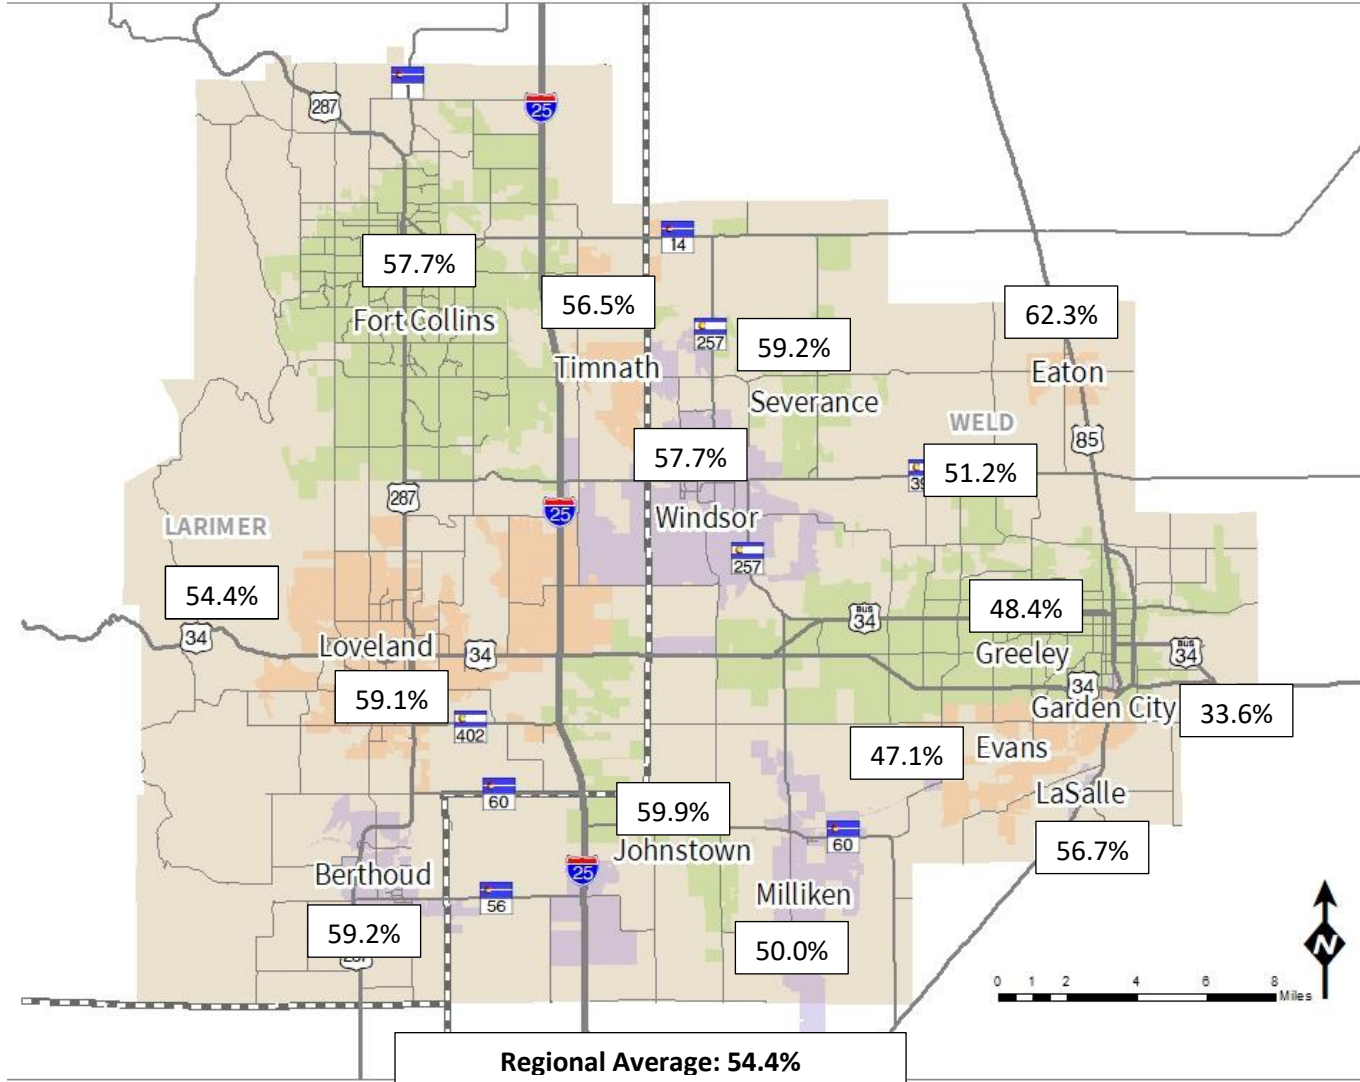 1
287
25
14
57.7%
Fort Collins
56.5%
Timnath
257
59.2%
Severance
62.3%
Eaton
WELD
85
57.7%
51.2%
Windsor
287
25
LARIMER
257
54.4%
34
Loveland
34
59.1%
402
BUS
34
48.4%
Greeley
BUS
34
34
Garden City
33.6%
47.1%
Evans
LaSalle
56.7%
60
59.9%
Johnstown
60
25
Berthoud
56
Milliken
59.2%
50.0%
N
0 1 2 4 6 8
Miles
Regional Average: 54.4%